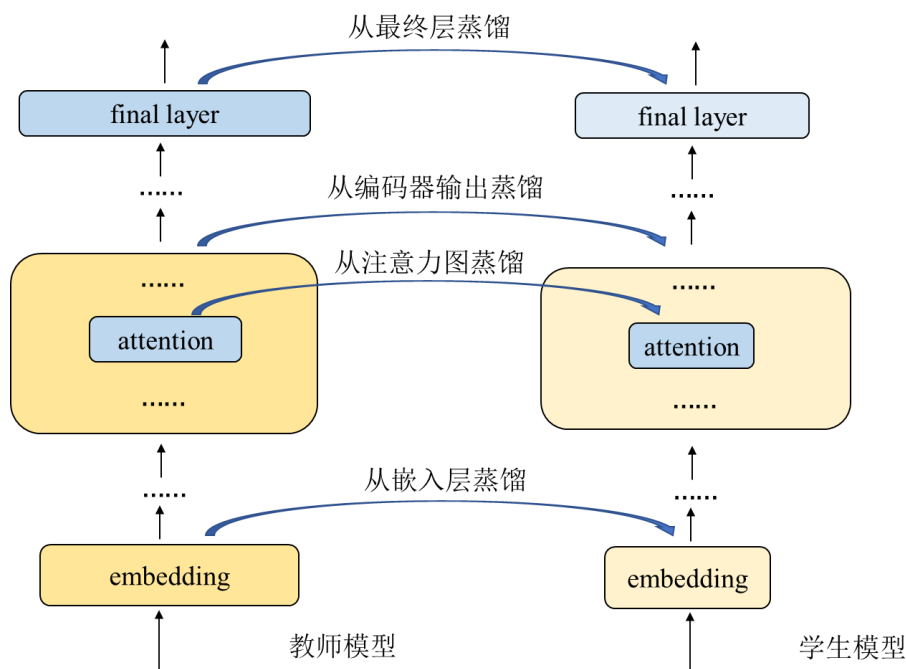 从最终层蒸馏
final layer
final layer
......
......
从编码器输出蒸馏
从注意力图蒸馏
......
......
attention
attention
......
......
从嵌入层蒸馏
......
......
embedding
embedding
教师模型
学生模型